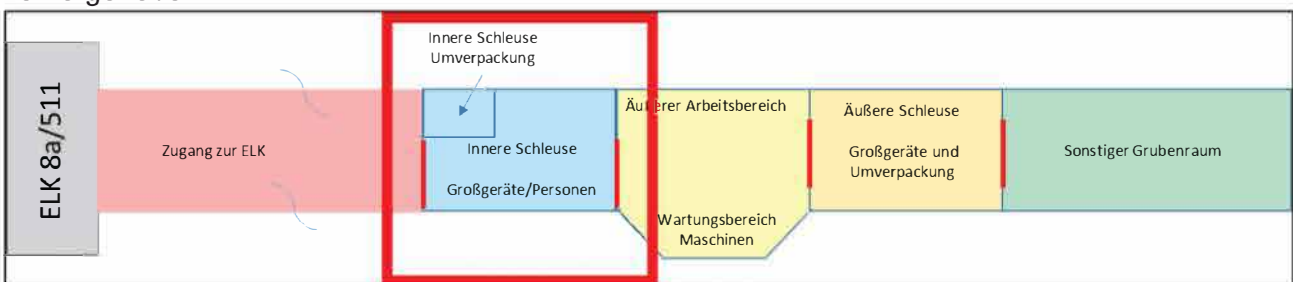 ELK 8a/511
Zugang zur ELK
Innere Schleuse
Umverpackung
Innere Schleuse
Großgeräte/Personen
Äußerer Arbeitsbereich
Wartungsbereich
Maschinen
Äußere Schleuse
Großgeräte und
Umverpackung
Sonstiger Grubenraum